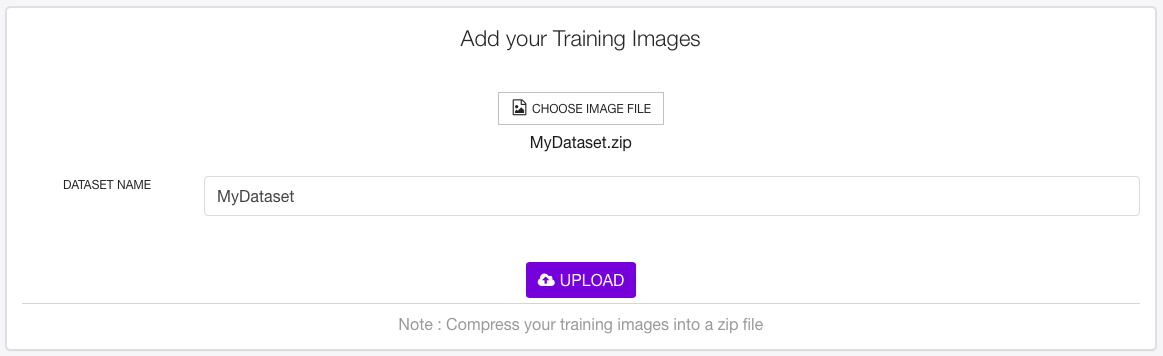 Add your Training Images
CHOOSE IMAGE FILE
MyDataset.zip
DATASET NAME
MyDataset
UPLOAD
Note : Compress your training images into a zip file